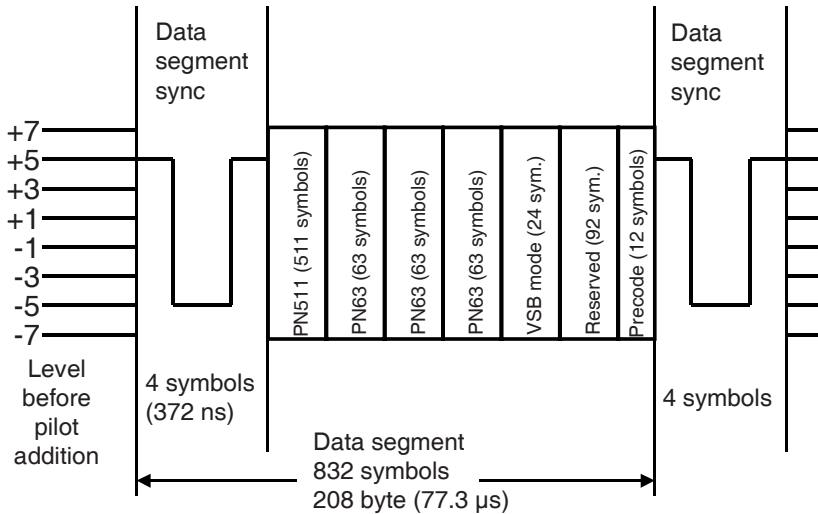 Data
segment
sync
Data
segment
sync
+7
+5
+3
+1
-1
-3
-5
-7
PN511 (511 symbols)
PN63 (63 symbols)
PN63 (63 symbols)
PN63 (63 symbols)
VSB mode (24 sym.)
Reserved (92 sym.)
Precode (12 symbols)
Level
before
pilot
addition
4 symbols
(372 ns)
4 symbols
Data segment
832 symbols
208 byte (77.3 µs)